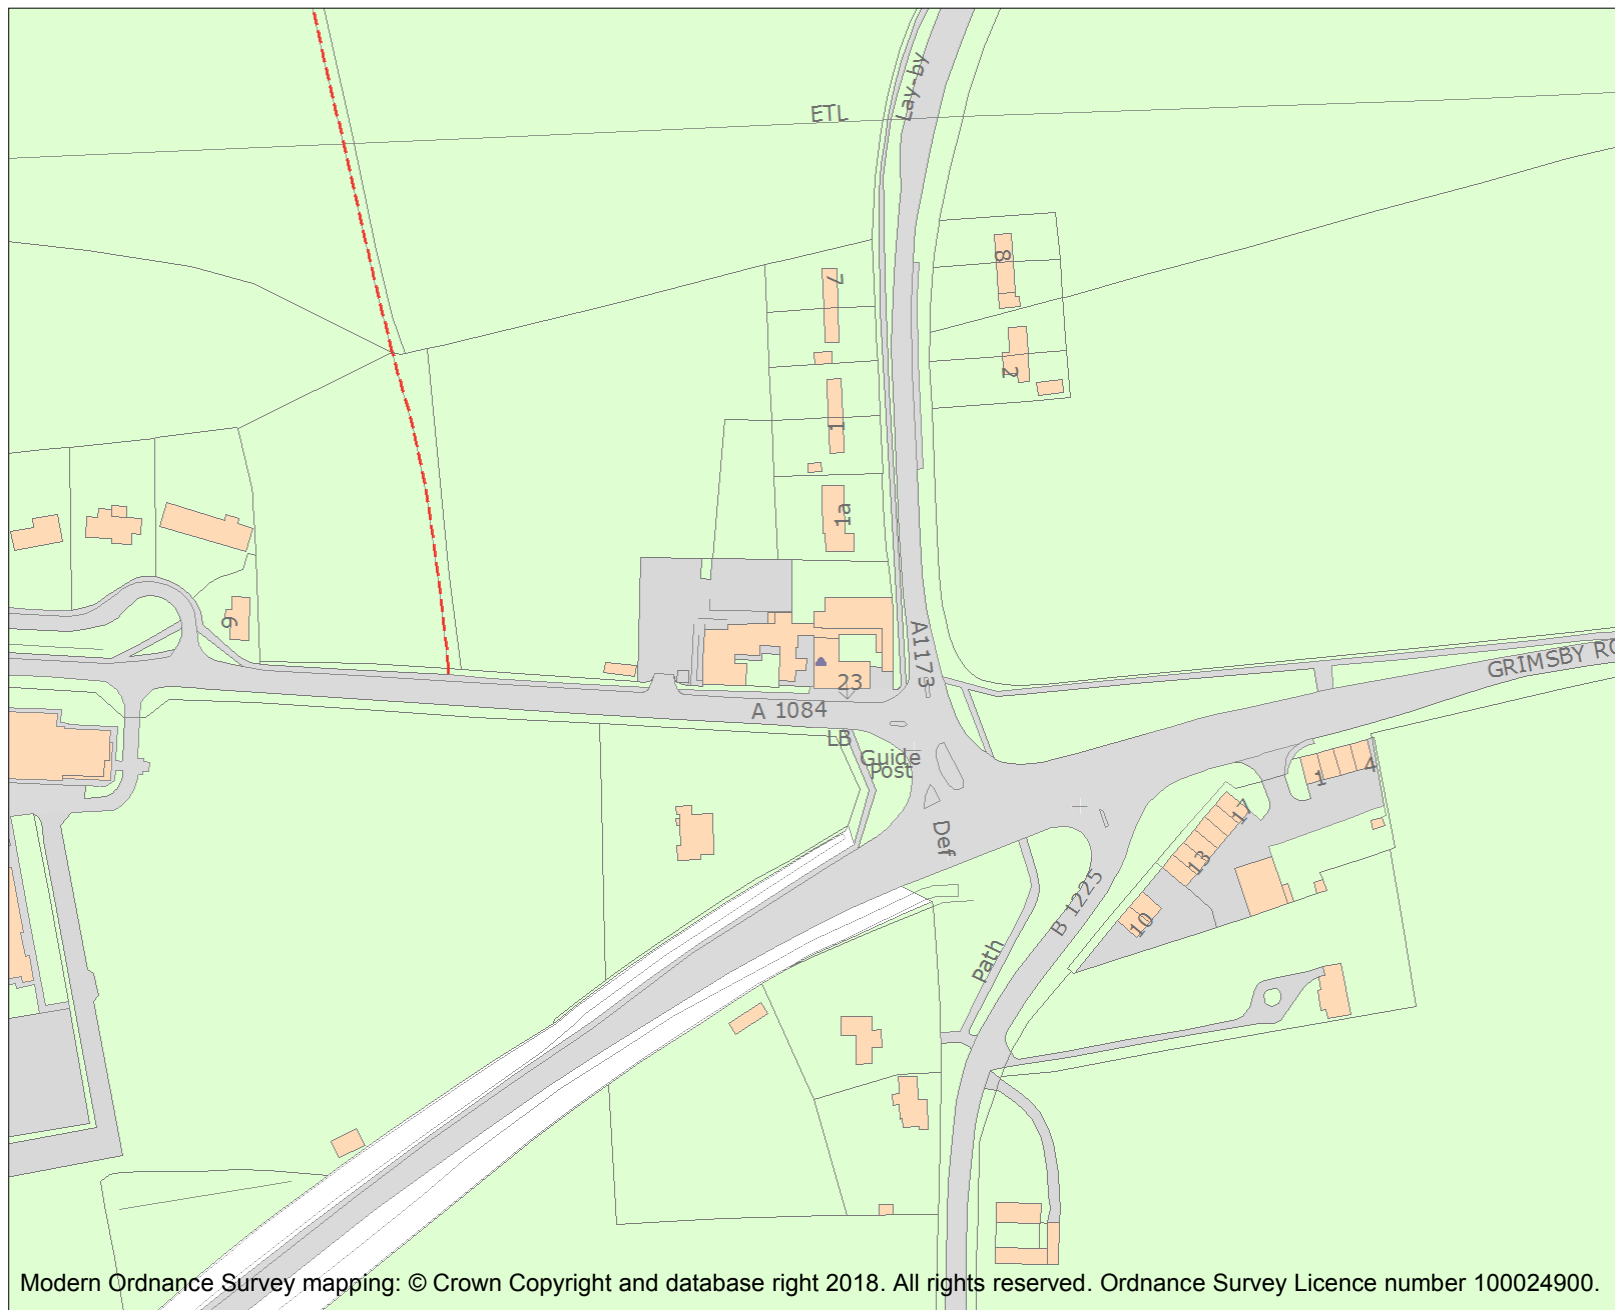 Lay-by
ETL
8
7
2
1
1a
6
A1173
GRIMSBY RO
23
A 1084
LB
Guide
Post
1
4
17
Def
13
B 1225
10
Path
Modern Ordnance Survey mapping: © Crown Copyright and database right 2018. All rights reserved. Ordnance Survey Licence number 100024900.